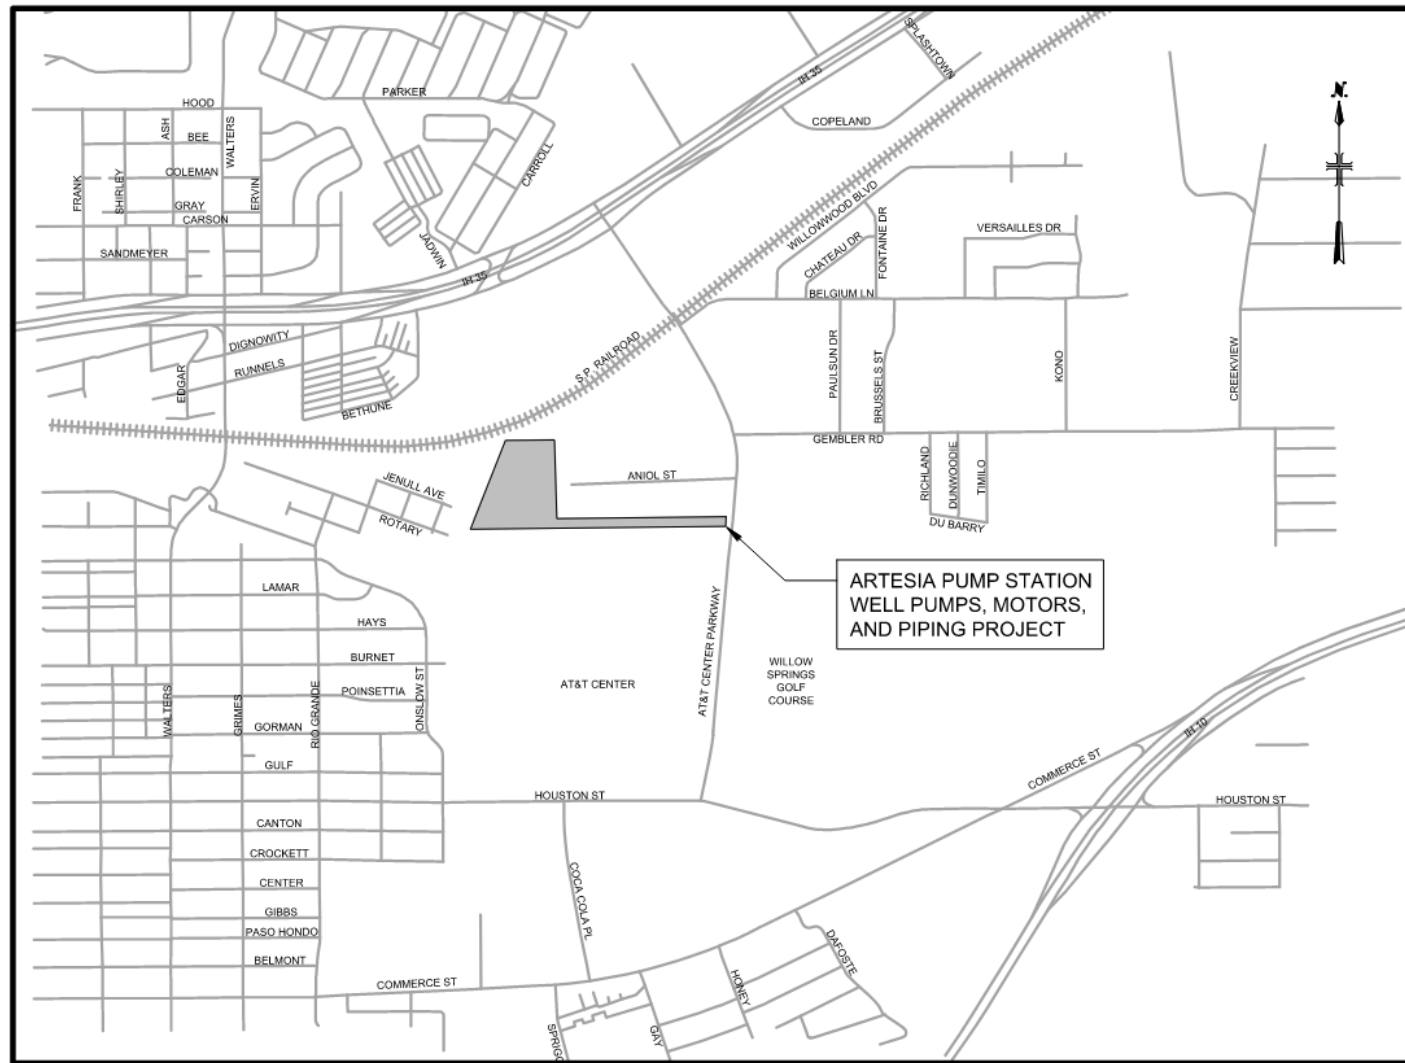 SPLASHTOWN
IH 35
PARKER
HOOD
ASH
BEE
WALTERS
COPELAND
COLEMAN
CARROLL
FRANK
SHIRLEY
ERVIN
GRAY
CARSON
WILLOWWOOD BLVD
FONTAINE DR
VERSAILLES DR
CHATEAU DR
SANDMEYER
JADWIN
IH 35
BELGIUM LN
N.
DIGNOWITY
RUNNELS
EDGAR
BETHUNE
S.P. RAILROAD
PAULSUN DR
BRUSSELS ST
KONO
CREEKVIEW
GEMBLER RD
ANIOL ST
JENULL AVE
ROTARY
RICHLAND
DUNWOODIE
TIMILO
DU BARRY
ARTESIA PUMP STATION
WELL PUMPS, MOTORS,
AND PIPING PROJECT
LAMAR
HAYS
BURNET
POINSETTIA
WALTERS
GRIMES
RIO GRANDE
ONSLOW ST
GORMAN
GULF
AT&T CENTER
AT&T CENTER PARKWAY
WILLOW
SPRINGS
GOLF
COURSE
IH 10
COMMERCE ST
HOUSTON ST
HOUSTON ST
CANTON
CROCKETT
CENTER
GIBBS
PASO HONDO
BELMONT
COCA COLA PL
COMMERCE ST
DAFOSTE
HONEY
GAY
SPRIGG